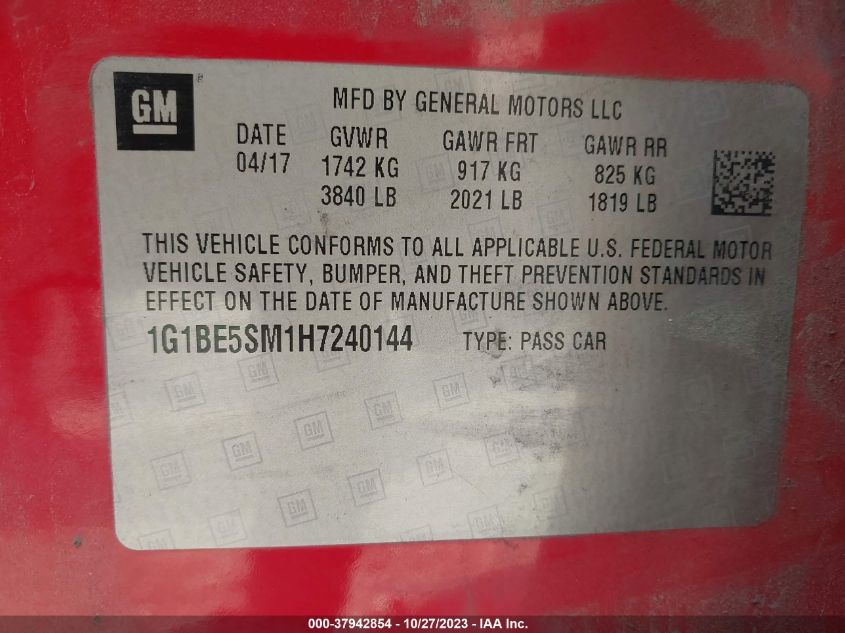 GM ®
MFD BY GENERAL MOTORS LLC
DATE GVWR GAWR FRT GAWR RR
04/17 1742 KG 917 KG 825 KG
3840 LB 2021 LB 1819 LB
THIS VEHICLE CONFORMS TO ALL APPLICABLE U.S. FEDERAL MOTOR
VEHICLE SAFETY, BUMPER, AND THEFT PREVENTION STANDARDS IN
EFFECT ON THE DATE OF MANUFACTURE SHOWN ABOVE.
1G1BE5SM1H7240144 TYPE: PASS CAR
000-37942854 - 10/27/2023 - IAA Inc.